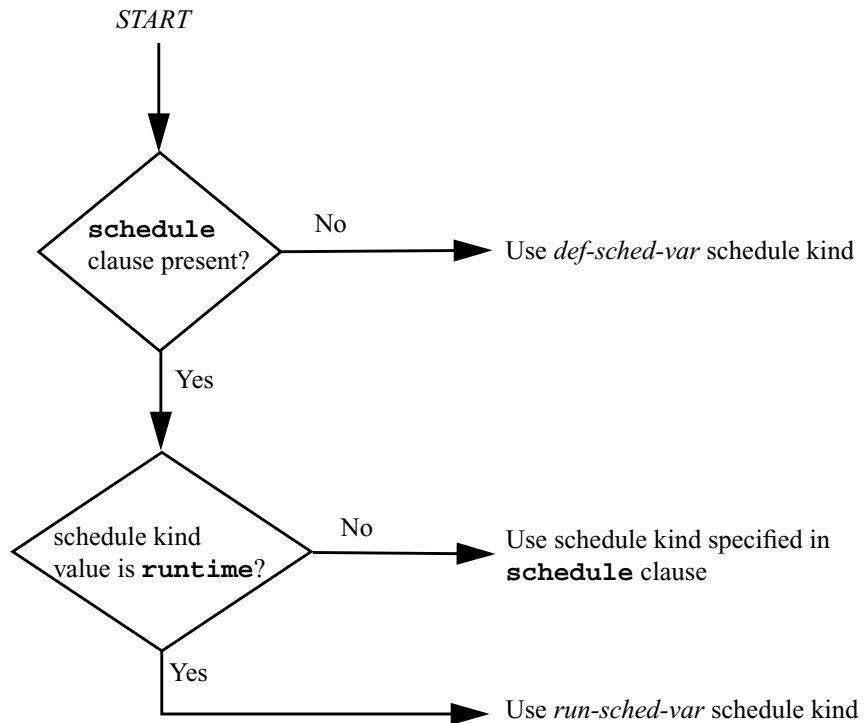 START
schedule
clause present?
No
Use def-sched-var schedule kind
Yes
schedule kind
value is runtime?
No
Use schedule kind specified in
schedule clause
Yes
Use run-sched-var schedule kind